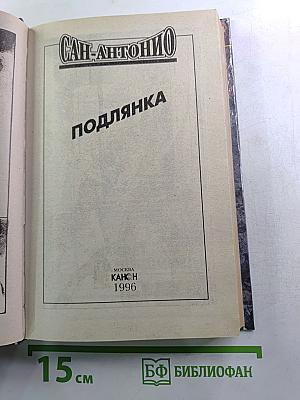 САН-АНТОНИО
ПОДЛЯНКА
МОСКВА
КАНОН
1996
15 см
БФ БИБЛИОФАН